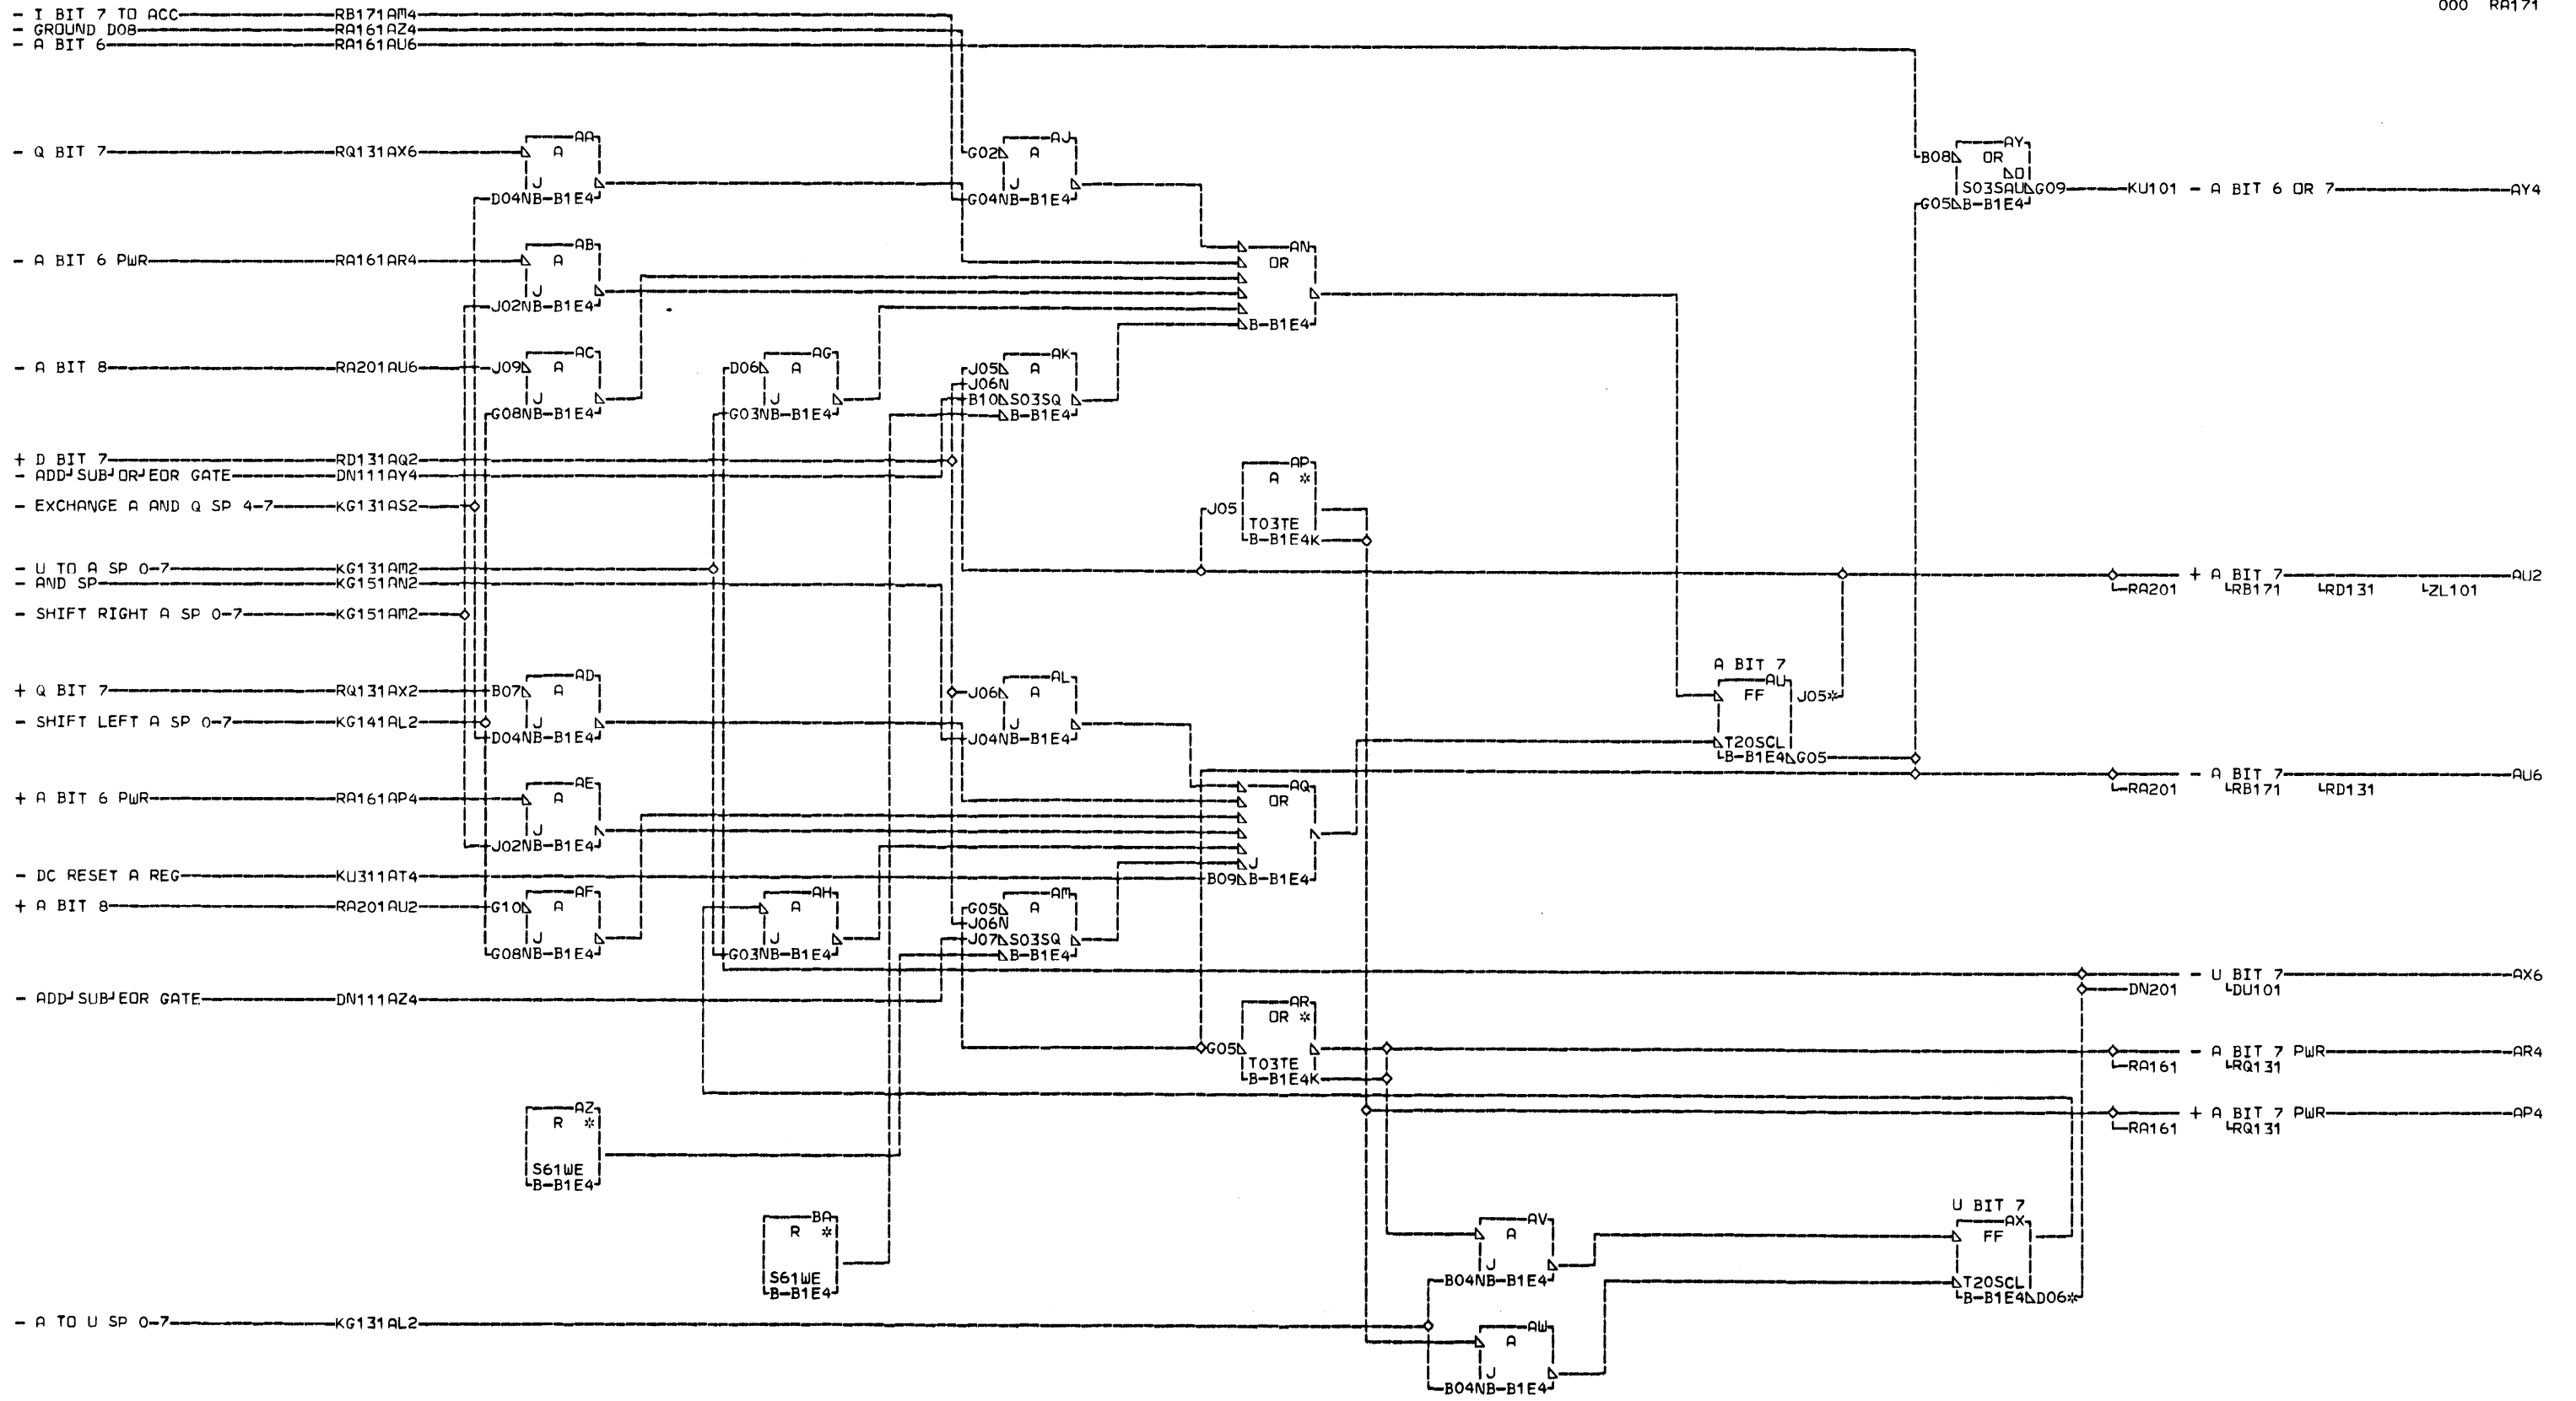 000 RA171
- I BIT 7 TO ACC RB171AM4
- GROUND D08 RA161AZ4
- A BIT 6 RA161AU6
AA
AJ
AY
- Q BIT 7 RQ131AX6 A
G02 A
B08 OR
J
J
S03SAU G09 KU101 - A BIT 6 OR 7 AY4
D04NB-B1E4
G04NB-B1E4
G05 B-B1E4
AB
AN
- A BIT 6 PWR RA161AR4 A
OR
J
J02NB-B1E4
B-B1E4
AC
AG
AK
- A BIT 8 RA201AU6 J09 A
D06 A
J05 A
J06N
J
J
B10 S03SQ
G08NB-B1E4
G03NB-B1E4
B-B1E4
+ D BIT 7 RD131AQ2
- ADD SUB OR EOR GATE DN111AY4
AP
A *
- EXCHANGE A AND Q SP 4-7 KG131AS2
J05
T03TE
B-B1E4K
- U TO A SP 0-7 KG131AM2
- AND SP KG151AN2
+ A BIT 7 AU2
RA201 RB171 RD131 ZL101
- SHIFT RIGHT A SP 0-7 KG151AM2
A BIT 7
AD
AL
AU
+ Q BIT 7 RQ131AX2 B07 A
J06 A
FF J05*
- SHIFT LEFT A SP 0-7 KG141AL2 J
J
D04NB-B1E4
J04NB-B1E4
T20SCL
B-B1E4 G05
- A BIT 7 AU6
RA201 RB171 RD131
AE
AQ
+ A BIT 6 PWR RA161AP4 A
OR
J
J02NB-B1E4
J
- DC RESET A REG KU311AT4
B09 B-B1E4
AF
AH
AM
+ A BIT 8 RA201AU2 G10 A
A
G05 A
J06N
J
J
J07 S03SQ
G08NB-B1E4
G03NB-B1E4
B-B1E4
- U BIT 7 AX6
DN201 DU101
- ADD SUB EOR GATE DN111AZ4
AR
OR *
G05
- A BIT 7 PWR AR4
T03TE
RA161 RQ131
B-B1E4K
AZ
R *
+ A BIT 7 PWR AP4
RA161 RQ131
S61WE
B-B1E4
U BIT 7
BA
AV
AX
R *
A
FF
S61WE
J
B-B1E4
B04NB-B1E4
T20SCL
B-B1E4 D06*
- A TO U SP 0-7 KG131AL2
AW
A
J
B04NB-B1E4